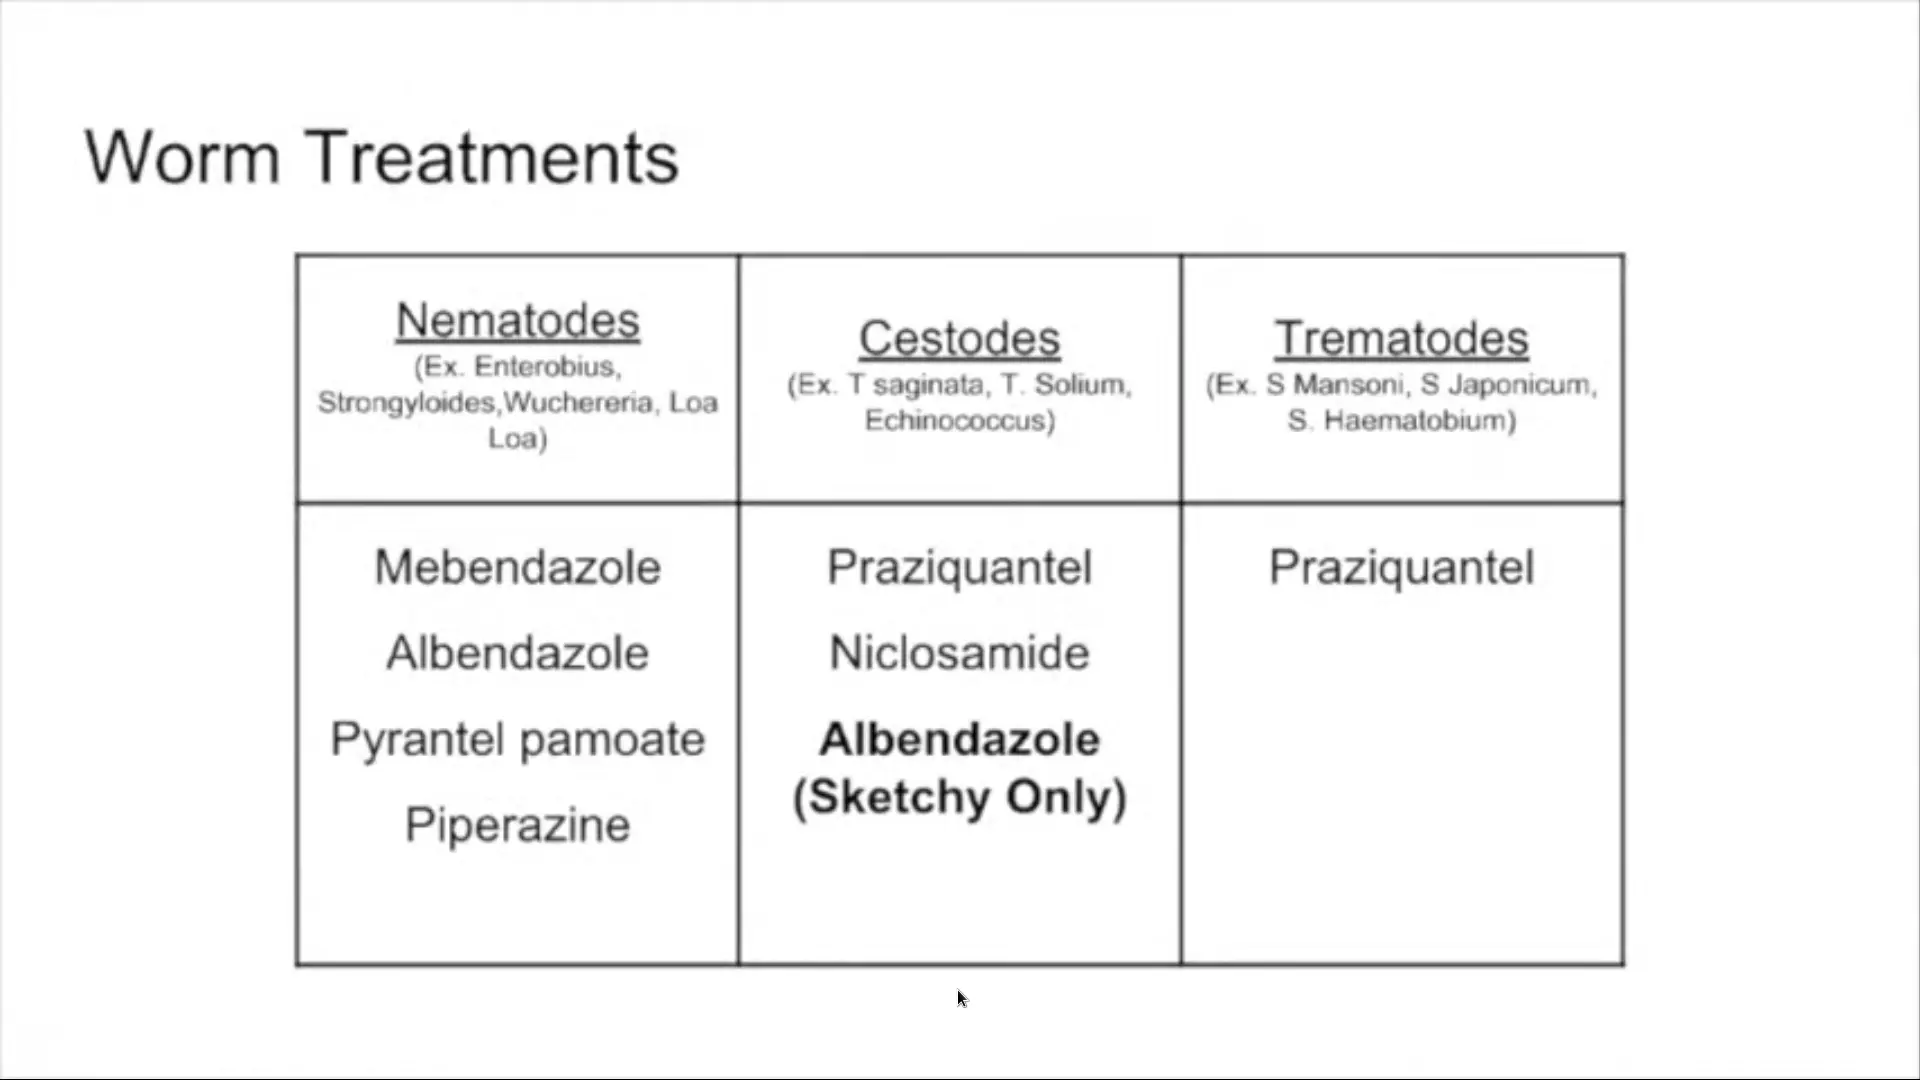 Worm Treatments
Nematodes
(Ex. Enterobius,
Strongyloides,Wuchereria, Loa
Loa)
Cestodes
(Ex. T saginata, T. Solium,
Echinococcus)
Trematodes
(Ex. S Mansoni, S Japonicum,
S. Haematobium)
Mebendazole
Albendazole
Pyrantel pamoate
Piperazine
Praziquantel
Niclosamide
Albendazole
(Sketchy Only)
Praziquantel